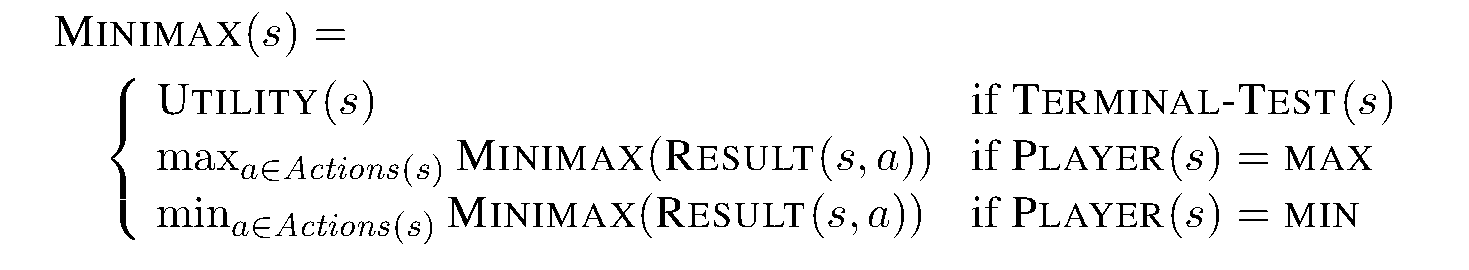 MINIMAX(s) =
UTILITY(s) if TERMINAL-TEST(s)
max_{a∈Actions(s)} MINIMAX(RESULT(s, a)) if PLAYER(s) = MAX
min_{a∈Actions(s)} MINIMAX(RESULT(s, a)) if PLAYER(s) = MIN